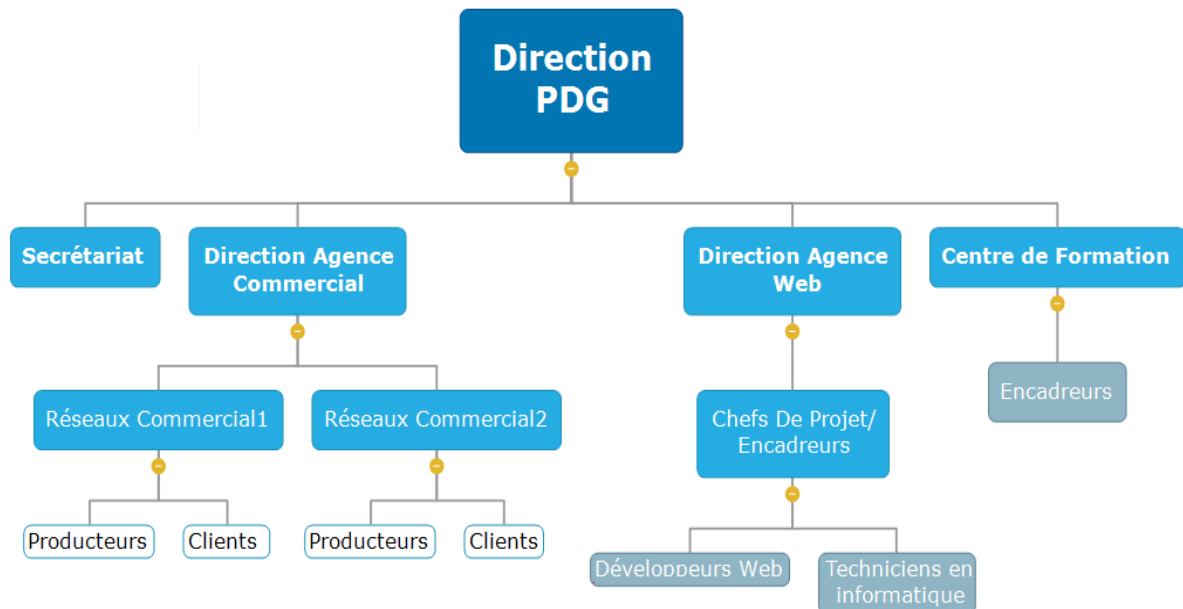 Direction
PDG
Secrétariat
Direction Agence
Commercial
Direction Agence
Web
Centre de Formation
Réseaux Commercial1
Réseaux Commercial2
Chefs De Projet/
Encadreurs
Encadreurs
Producteurs
Clients
Producteurs
Clients
Développeurs Web
Techniciens en
informatique